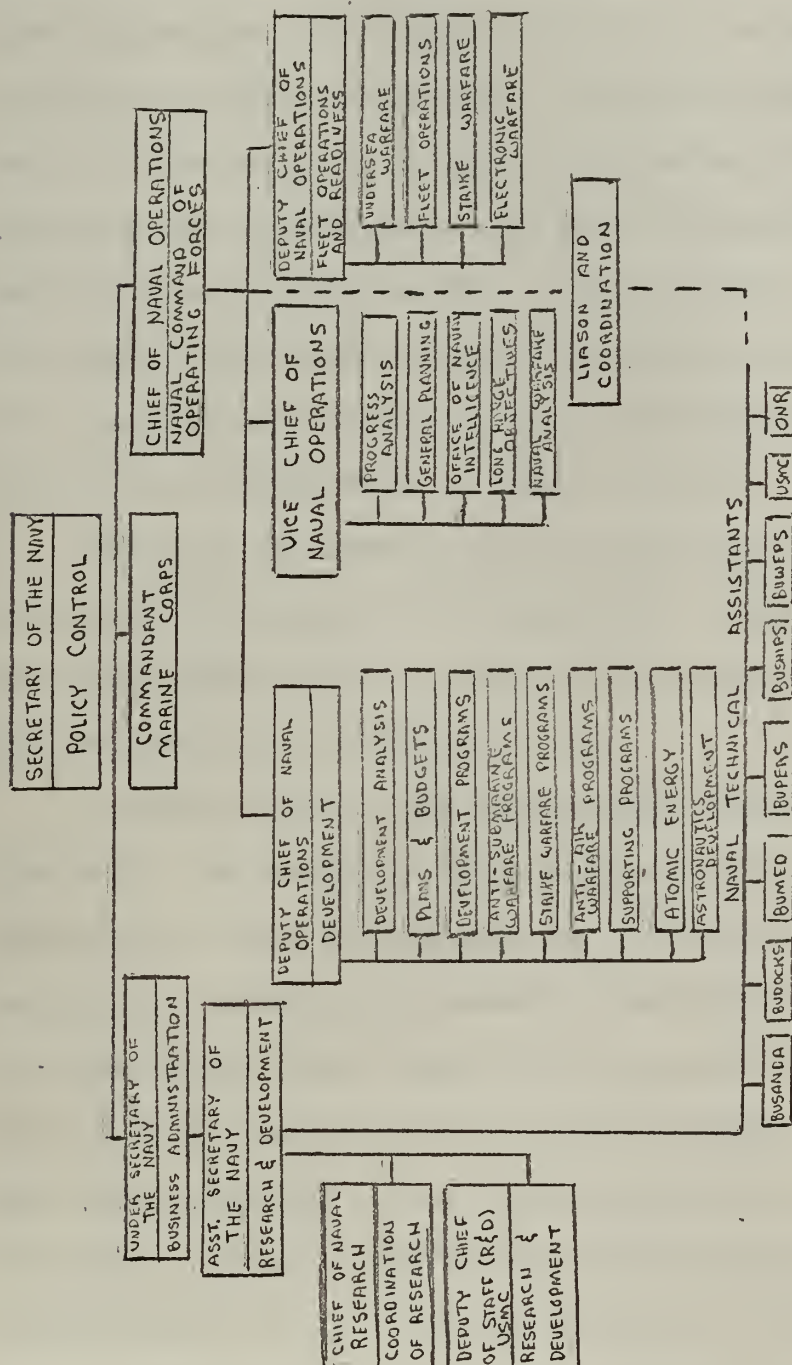 SECRETARY OF THE NAVY
POLICY CONTROL
COMMANDANT
MARINE CORPS
UNDER SECRETARY OF
THE NAVY
BUSINESS ADMINISTRATION
ASST. SECRETARY OF
THE NAVY
RESEARCH & DEVELOPMENT
CHIEF OF NAVAL
RESEARCH
COORDINATION
OF RESEARCH
DEPUTY CHIEF
OF STAFF (R&D)
USMC
RESEARCH &
DEVELOPMENT
CHIEF OF NAVAL OPERATIONS
NAVAL COMMAND OF
OPERATING FORCES
DEPUTY CHIEF OF NAVAL
OPERATIONS
DEVELOPMENT
DEVELOPMENT ANALYSIS
PLANS & BUDGETS
DEVELOPMENT PROGRAMS
ANTI-SUBMARINE
WARFARE PROGRAMS
STRIKE WARFARE PROGRAMS
ANTI-AIR
WARFARE PROGRAMS
SUPPORTING PROGRAMS
ATOMIC ENERGY
ASTRONAUTICS
DEVELOPMENT
VICE CHIEF OF
NAVAL OPERATIONS
PROGRESS
ANALYSIS
GENERAL PLANNING
OFFICE OF NAVAL
INTELLIGENCE
LONG RANGE
OBJECTIVES
NAVAL WARFARE
ANALYSIS
DEPUTY CHIEF OF
NAVAL OPERATIONS
FLEET OPERATIONS
AND READINESS
UNDERSEA
WARFARE
FLEET OPERATIONS
STRIKE WARFARE
ELECTRONIC
WARFARE
LIASON AND
COORDINATION
NAVAL TECHNICAL ASSISTANTS
BUSANDA
BUDOCKS
BUMED
BUPERS
BUSHIPS
BUWEPS
USMC
ONR